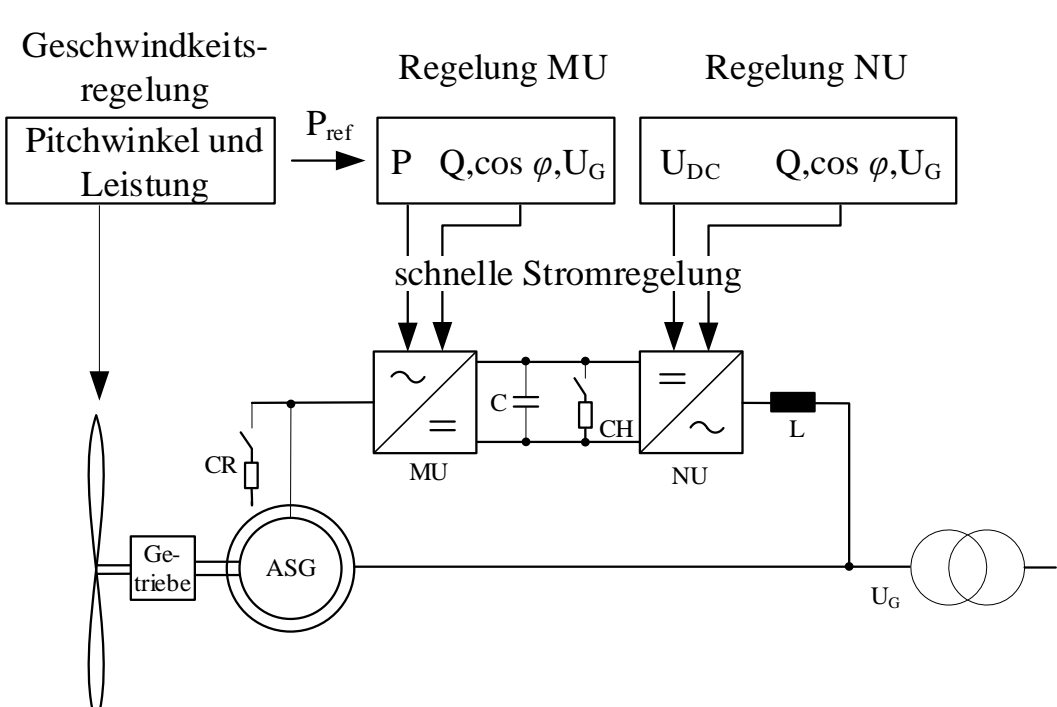 Geschwindkeits-
regelung
Regelung MU
Regelung NU
Pitchwinkel und
Leistung
P_ref
P Q,cos φ,U_G
U_DC Q,cos φ,U_G
schnelle Stromregelung
C
CH
L
MU
NU
CR
Ge-
triebe
ASG
U_G